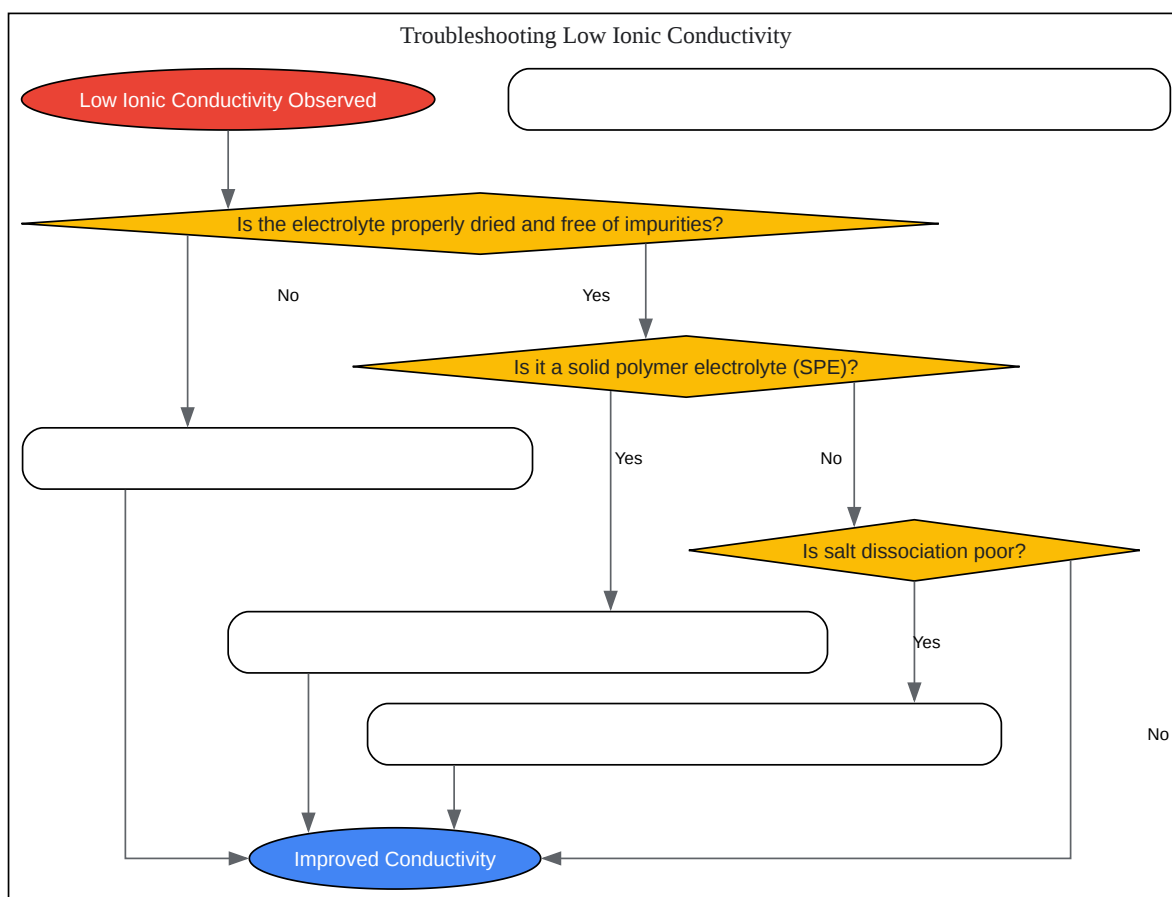 Troubleshooting Low Ionic Conductivity
Low Ionic Conductivity Observed
Is the electrolyte properly dried and free of impurities?
No
Yes
Is it a solid polymer electrolyte (SPE)?
Yes
No
Is salt dissociation poor?
Yes
No
Improved Conductivity